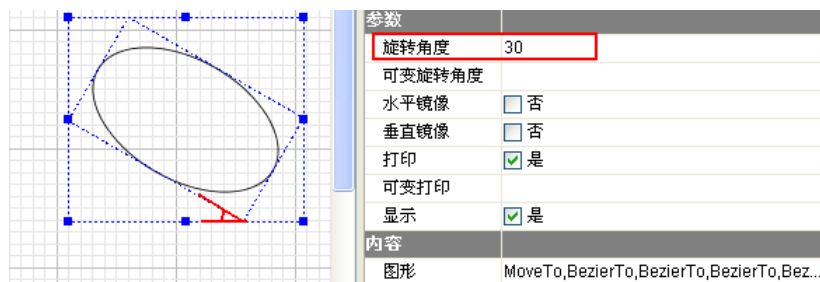 参数
旋转角度 30
可变旋转角度
水平镜像 否
垂直镜像 否
打印 是
可变打印
显示 是
内容
图形 MoveTo,BezierTo,BezierTo,BezierTo,Bez...